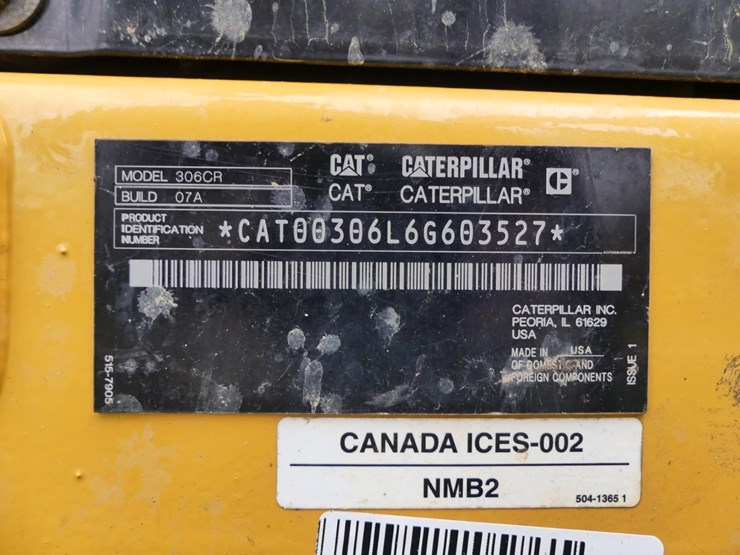 MODEL 306CR
BUILD 07A
CAT® CATERPILLAR® C
CAT® CATERPILLAR®
PRODUCT
IDENTIFICATION
NUMBER
*CAT00306L6G603527*
CATERPILLAR INC.
PEORIA, IL 61629
USA
MADE IN USA
OF DOMESTIC AND
FOREIGN COMPONENTS
515-7905
ISSUE 1
CANADA ICES-002
NMB2
504-1365 1